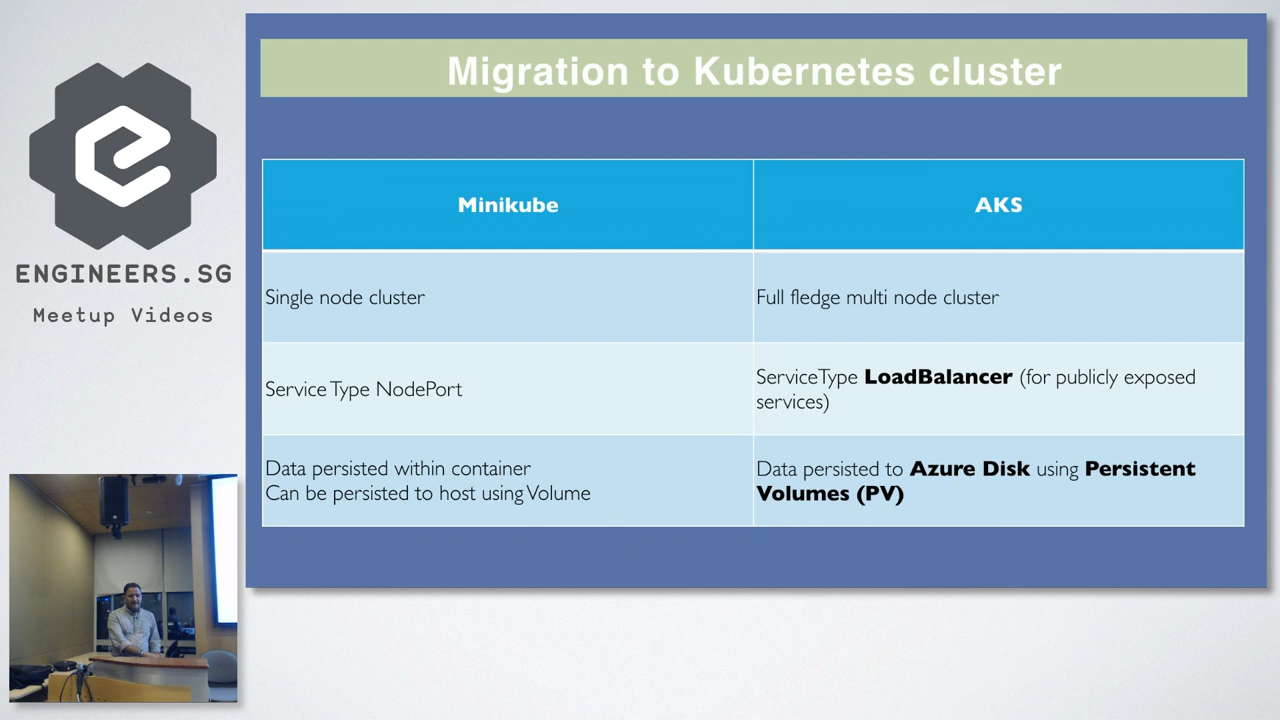 ENGINEERS.SG
Meetup Videos
Migration to Kubernetes cluster
Minikube
AKS
Single node cluster
Full fledge multi node cluster
Service Type NodePort
ServiceType LoadBalancer (for publicly exposed
services)
Data persisted within container
Can be persisted to host using Volume
Data persisted to Azure Disk using Persistent
Volumes (PV)